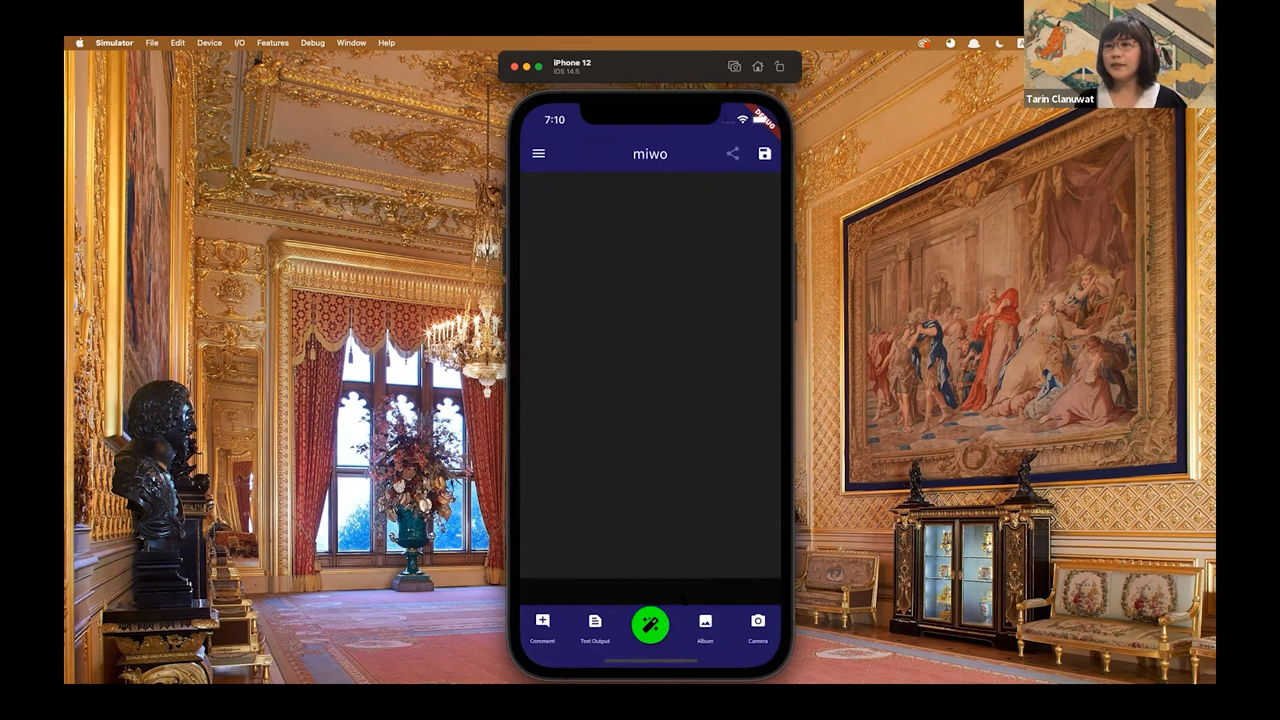 Simulator File Edit Device I/O Features Debug Window Help
iPhone 12
iOS 14.5
Tarin Clanuwat
7:10
DEBUG
miwo
Comment Text Output Album Camera